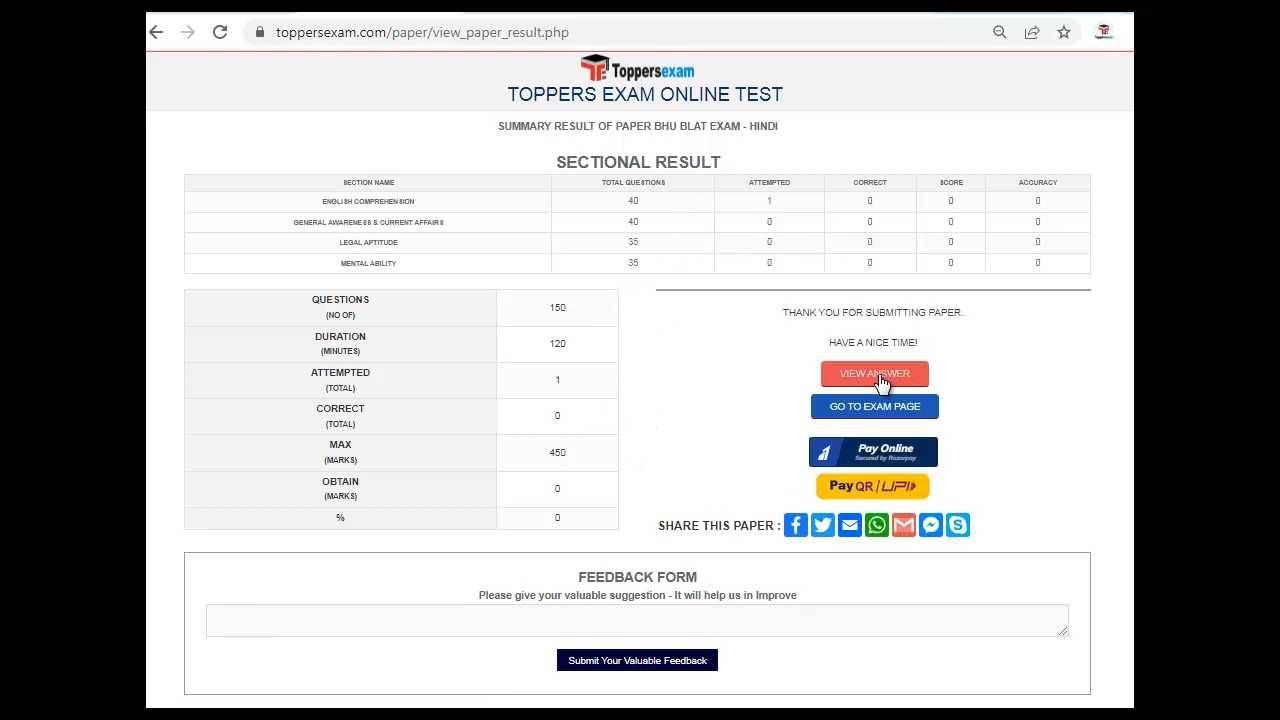 toppersexam.com/paper/view_paper_result.php
Toppersexam
Toppersexam
TOPPERS EXAM ONLINE TEST
SUMMARY RESULT OF PAPER BHU BLAT EXAM - HINDI
SECTIONAL RESULT
SECTION NAME TOTAL QUESTIONS ATTEMPTED CORRECT SCORE ACCURACY
ENGLISH COMPREHENSION 40 1 0 0 0
GENERAL AWARENESS & CURRENT AFFAIRS 40 0 0 0 0
LEGAL APTITUDE 35 0 0 0 0
MENTAL ABILITY 35 0 0 0 0
QUESTIONS
(NO OF)
150
DURATION
(MINUTES)
120
ATTEMPTED
(TOTAL)
1
CORRECT
(TOTAL)
0
MAX
(MARKS)
450
OBTAIN
(MARKS)
0
% 0
THANK YOU FOR SUBMITTING PAPER.
HAVE A NICE TIME!
VIEW ANSWER
GO TO EXAM PAGE
Pay Online
Secured by Razorpay
Pay QR/UPI
SHARE THIS PAPER :
FEEDBACK FORM
Please give your valuable suggestion - It will help us in Improve
Submit Your Valuable Feedback